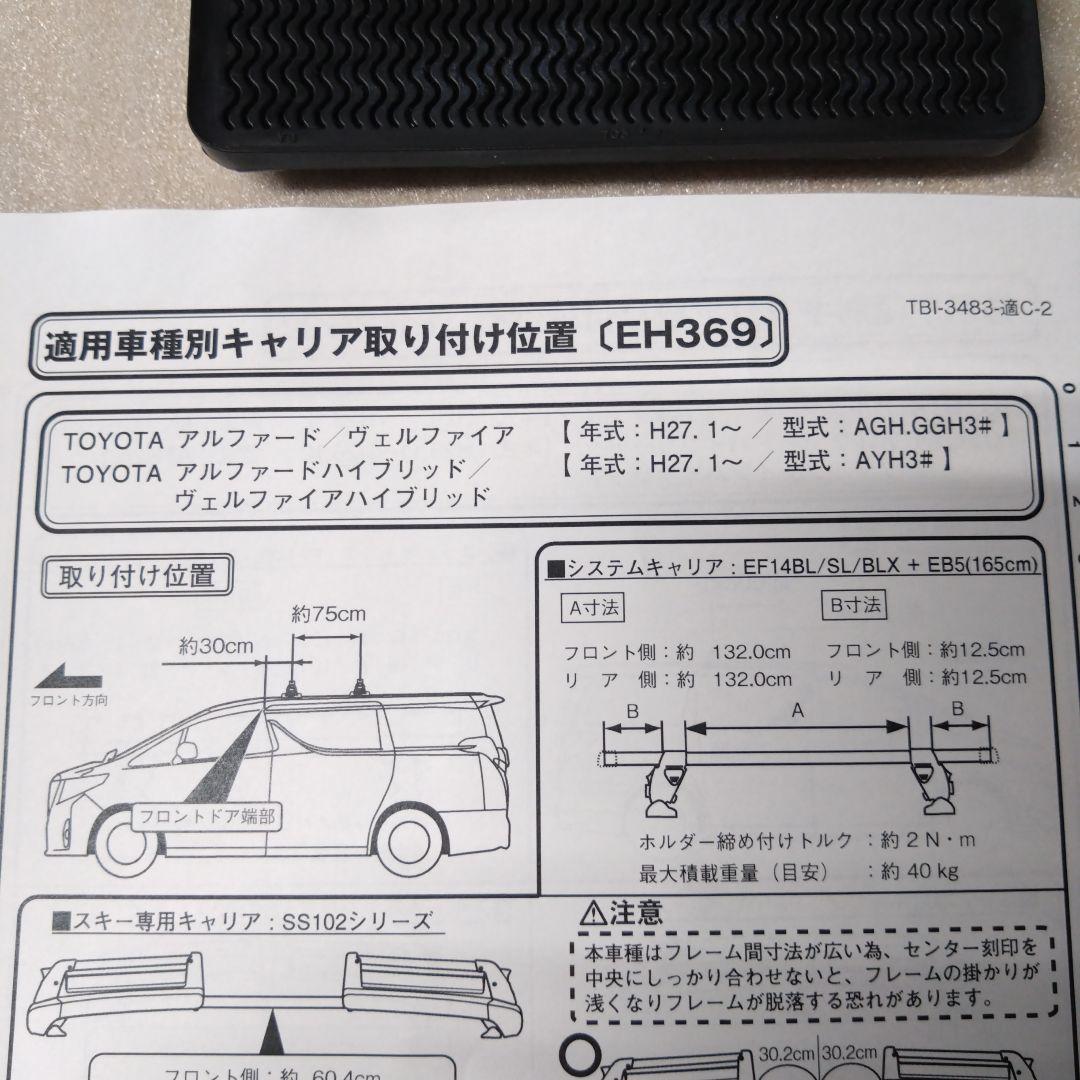 TBI-3483-適C-2
適用車種別キャリア取り付け位置〔EH369〕
TOYOTA アルファード／ヴェルファイア 【 年式：H27. 1～ ／ 型式：AGH.GGH3# 】
TOYOTA アルファードハイブリッド／ 【 年式：H27. 1～ ／ 型式：AYH3# 】
ヴェルファイアハイブリッド
取り付け位置
約75cm
約30cm
フロント方向
フロントドア端部
■システムキャリア：EF14BL/SL/BLX + EB5(165cm)
A寸法 B寸法
フロント側：約 132.0cm フロント側：約12.5cm
リ ア 側：約 132.0cm リ ア 側：約12.5cm
B A B
ホルダー締め付けトルク ：約 2 N・m
最大積載重量（目安） ：約 40 kg
■スキー専用キャリア：SS102シリーズ
フロント側：約 60.4cm
⚠注意
本車種はフレーム間寸法が広い為、センター刻印を
中央にしっかり合わせないと、フレームの掛かりが
浅くなりフレームが脱落する恐れがあります。
30.2cm 30.2cm
0
1
2